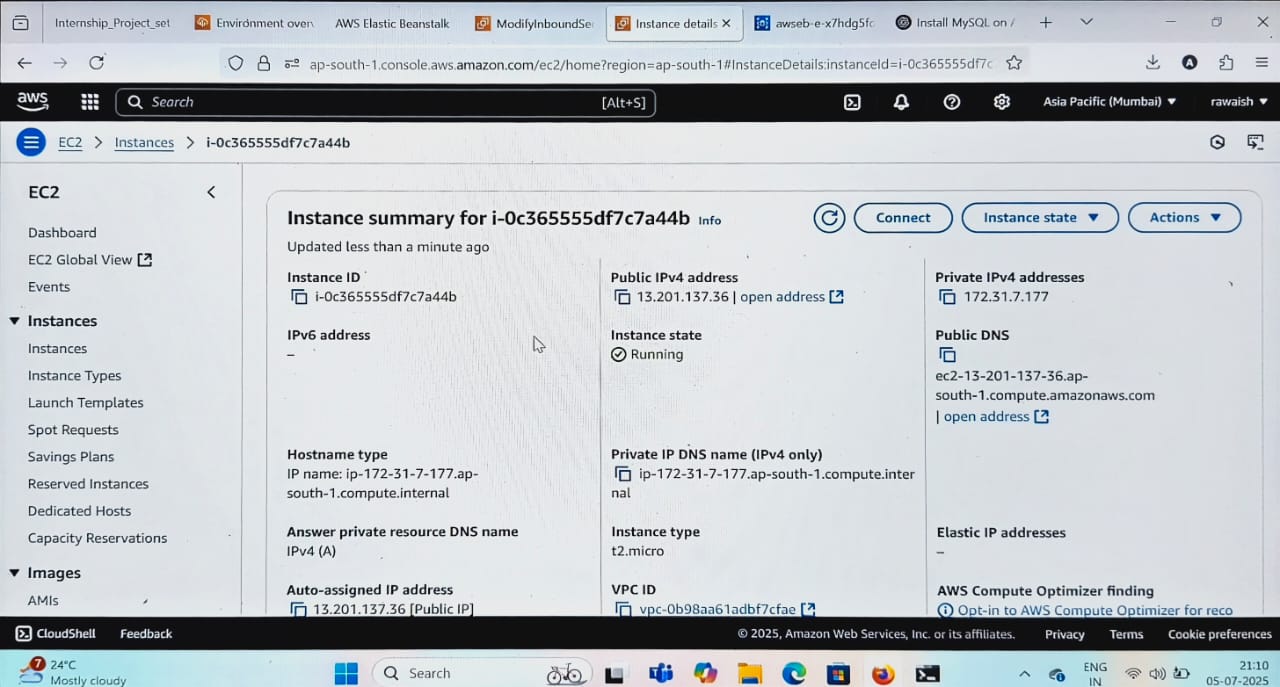 Internship_Project_set
Environment over
AWS Elastic Beanstalk
ModifyInboundSe
Instance details
awseb-e-x7hdg5fc
Install MySQL on
ap-south-1.console.aws.amazon.com/ec2/home?region=ap-south-1#InstanceDetails:instanceId=i-0c365555df7c
A
aws
Search
[Alt+S]
Asia Pacific (Mumbai)
rawaish
EC2 > Instances > i-0c365555df7c7a44b
EC2
Dashboard
EC2 Global View
Events
Instances
Instances
Instance Types
Launch Templates
Spot Requests
Savings Plans
Reserved Instances
Dedicated Hosts
Capacity Reservations
Images
AMIs
Instance summary for i-0c365555df7c7a44b Info
Connect
Instance state
Actions
Updated less than a minute ago
Instance ID
i-0c365555df7c7a44b
Public IPv4 address
13.201.137.36 | open address
Private IPv4 addresses
172.31.7.177
IPv6 address
–
Instance state
Running
Public DNS
ec2-13-201-137-36.ap-
south-1.compute.amazonaws.com
| open address
Hostname type
IP name: ip-172-31-7-177.ap-
south-1.compute.internal
Private IP DNS name (IPv4 only)
ip-172-31-7-177.ap-south-1.compute.inter
nal
Answer private resource DNS name
IPv4 (A)
Instance type
t2.micro
Elastic IP addresses
–
Auto-assigned IP address
13.201.137.36 [Public IP]
VPC ID
vpc-0b98aa61adbf7cfae
AWS Compute Optimizer finding
Opt-in to AWS Compute Optimizer for reco
CloudShell
Feedback
© 2025, Amazon Web Services, Inc. or its affiliates.
Privacy
Terms
Cookie preferences
7
24°C
Mostly cloudy
Search
ENG
IN
21:10
05-07-2025